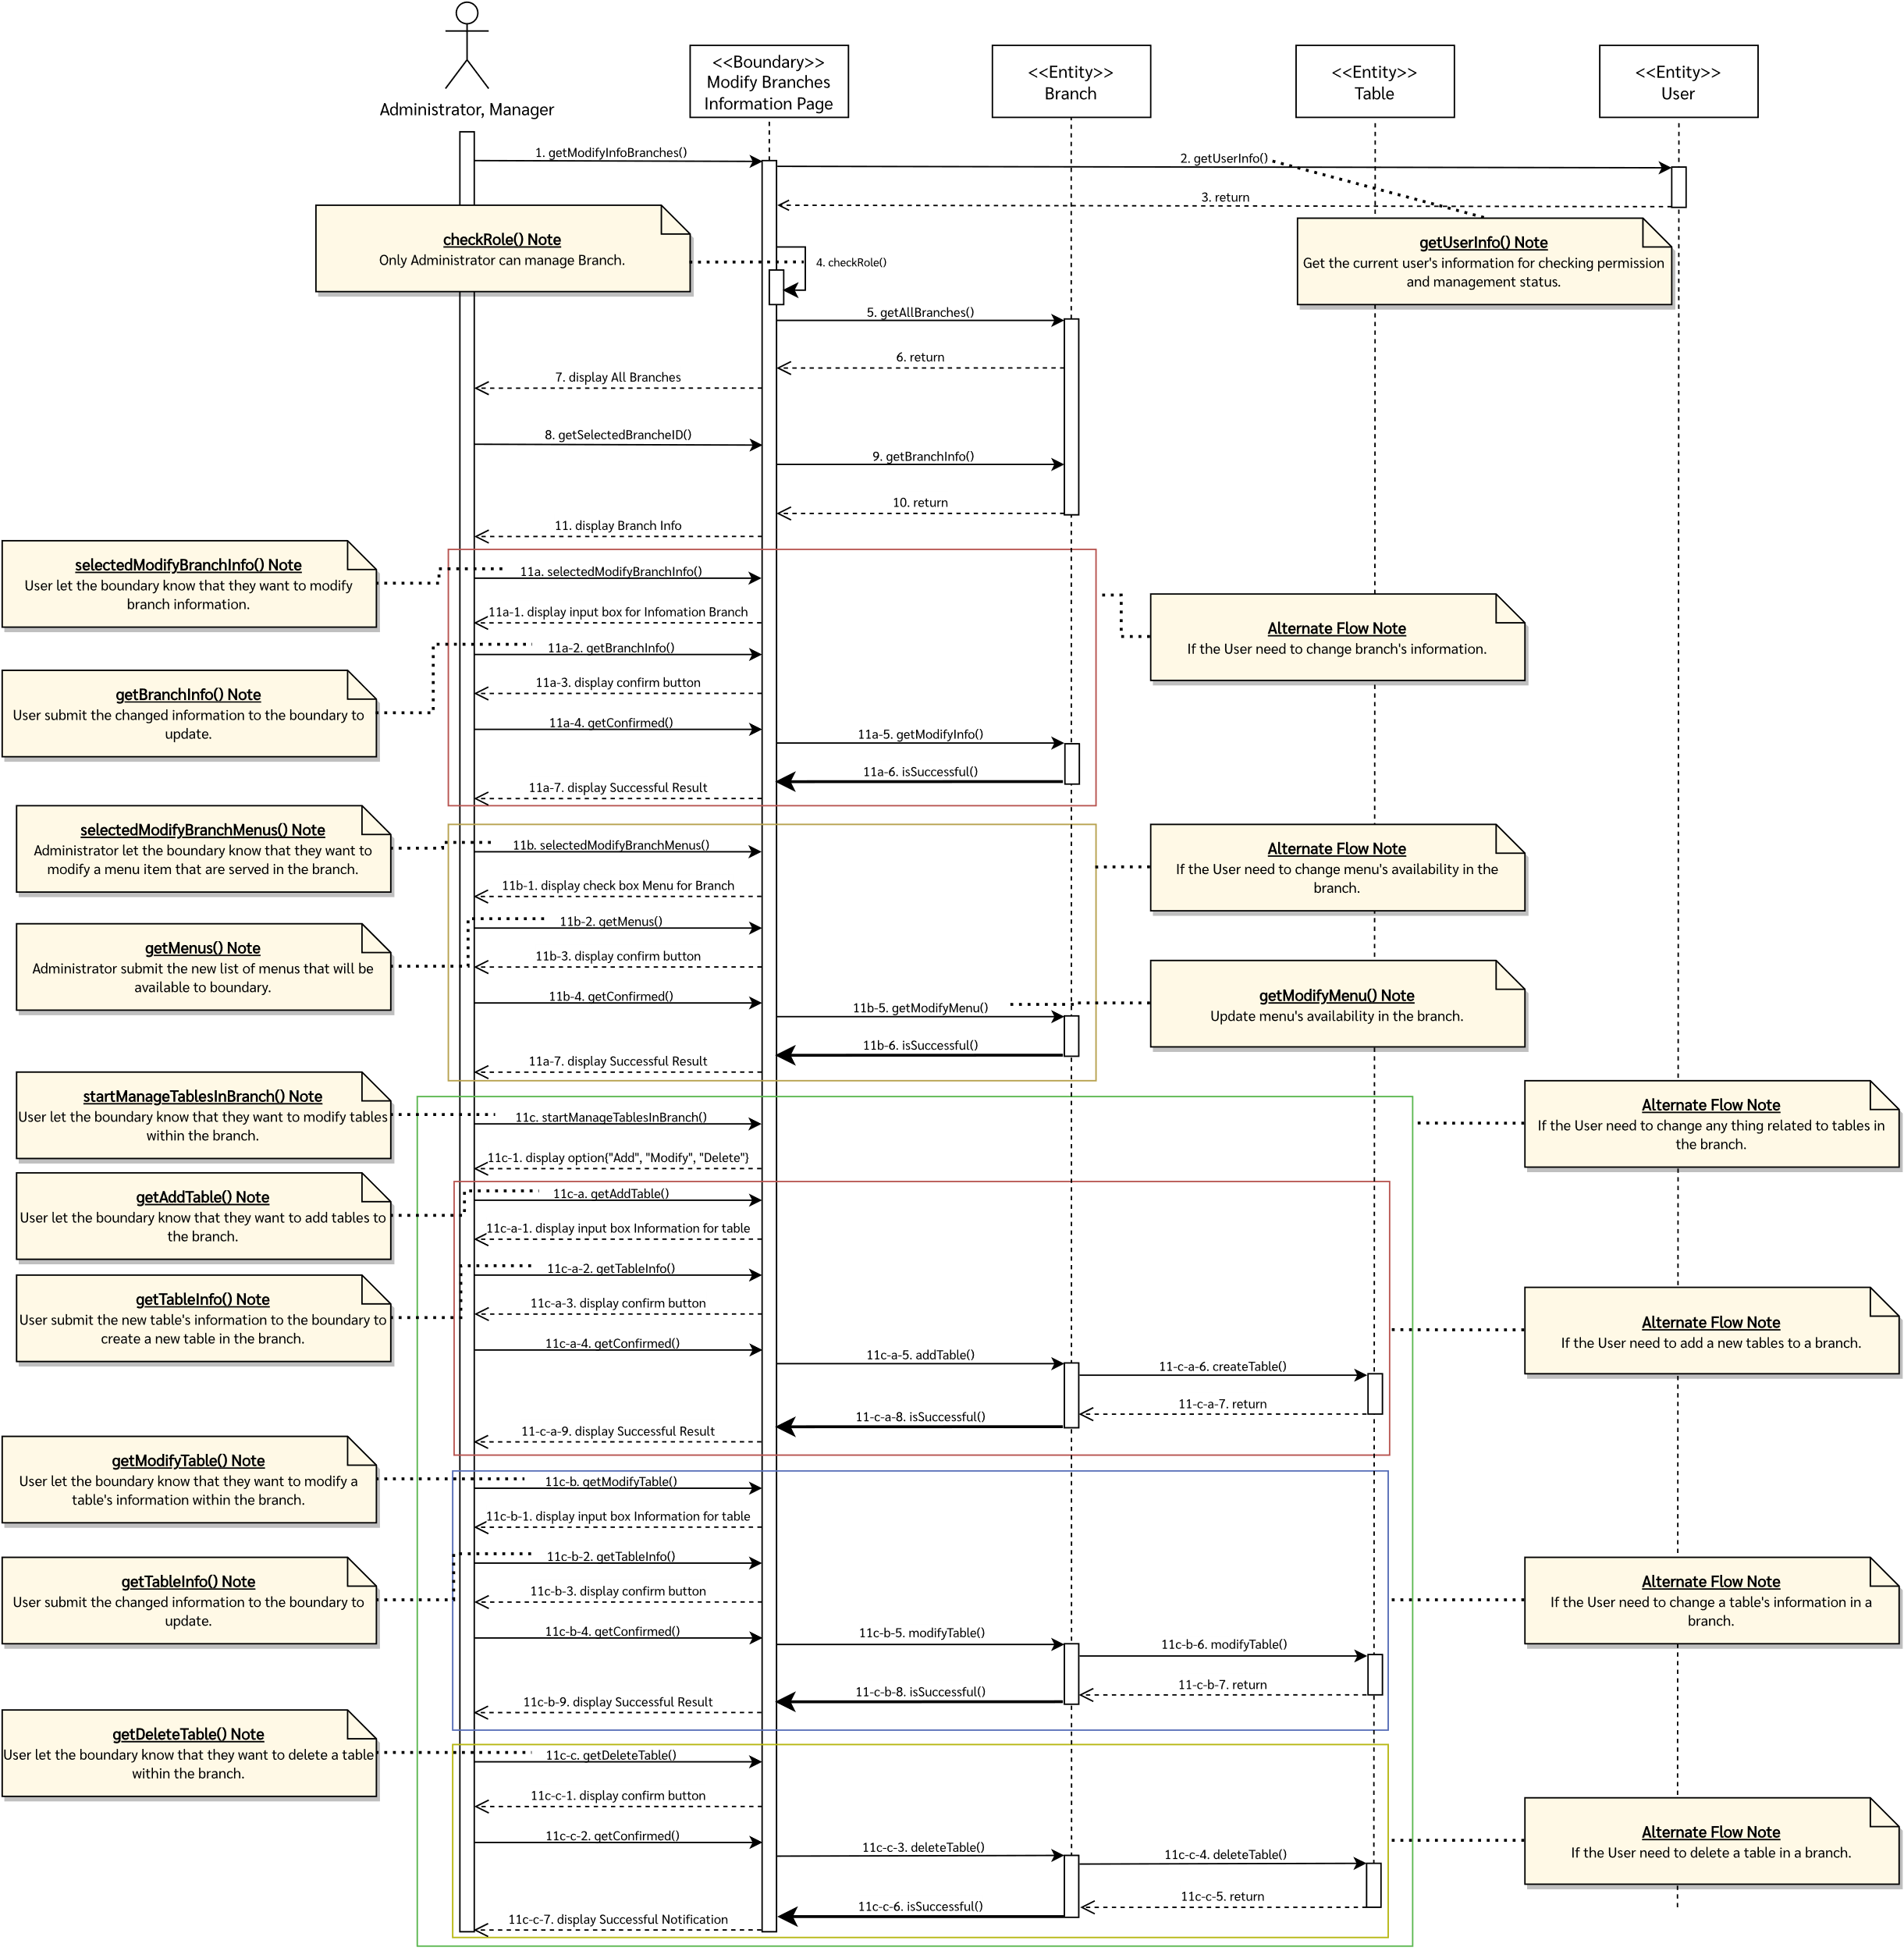 Administrator, Manager
<<Boundary>>
Modify Branches
Information Page
<<Entity>>
Branch
<<Entity>>
Table
<<Entity>>
User
1. getModifyInfoBranches()
2. getUserInfo()
3. return
checkRole() Note
Only Administrator can manage Branch.
getUserInfo() Note
Get the current user's information for checking permission
and management status.
4. checkRole()
5. getAllBranches()
6. return
7. display All Branches
8. getSelectedBrancheID()
9. getBranchInfo()
10. return
11. display Branch Info
selectedModifyBranchInfo() Note
User let the boundary know that they want to modify
branch information.
11a. selectedModifyBranchInfo()
11a-1. display input box for Infomation Branch
Alternate Flow Note
If the User need to change branch's information.
11a-2. getBranchInfo()
getBranchInfo() Note
User submit the changed information to the boundary to
update.
11a-3. display confirm button
11a-4. getConfirmed()
11a-5. getModifyInfo()
11a-6. isSuccessful()
11a-7. display Successful Result
selectedModifyBranchMenus() Note
Administrator let the boundary know that they want to
modify a menu item that are served in the branch.
11b. selectedModifyBranchMenus()
Alternate Flow Note
If the User need to change menu's availability in the
branch.
11b-1. display check box Menu for Branch
11b-2. getMenus()
getMenus() Note
Administrator submit the new list of menus that will be
available to boundary.
11b-3. display confirm button
11b-4. getConfirmed()
11b-5. getModifyMenu()
getModifyMenu() Note
Update menu's availability in the branch.
11b-6. isSuccessful()
11a-7. display Successful Result
startManageTablesInBranch() Note
User let the boundary know that they want to modify tables
within the branch.
11c. startManageTablesInBranch()
Alternate Flow Note
If the User need to change any thing related to tables in
the branch.
11c-1. display option{"Add", "Modify", "Delete"}
getAddTable() Note
User let the boundary know that they want to add tables to
the branch.
11c-a. getAddTable()
11c-a-1. display input box Information for table
11c-a-2. getTableInfo()
getTableInfo() Note
User submit the new table's information to the boundary to
create a new table in the branch.
11c-a-3. display confirm button
Alternate Flow Note
If the User need to add a new tables to a branch.
11c-a-4. getConfirmed()
11c-a-5. addTable()
11-c-a-6. createTable()
11-c-a-7. return
11-c-a-8. isSuccessful()
11-c-a-9. display Successful Result
getModifyTable() Note
User let the boundary know that they want to modify a
table's information within the branch.
11c-b. getModifyTable()
11c-b-1. display input box Information for table
11c-b-2. getTableInfo()
getTableInfo() Note
User submit the changed information to the boundary to
update.
11c-b-3. display confirm button
Alternate Flow Note
If the User need to change a table's information in a
branch.
11c-b-4. getConfirmed()
11c-b-5. modifyTable()
11c-b-6. modifyTable()
11-c-b-7. return
11-c-b-8. isSuccessful()
11c-b-9. display Successful Result
getDeleteTable() Note
User let the boundary know that they want to delete a table
within the branch.
11c-c. getDeleteTable()
11c-c-1. display confirm button
11c-c-2. getConfirmed()
Alternate Flow Note
If the User need to delete a table in a branch.
11c-c-3. deleteTable()
11c-c-4. deleteTable()
11c-c-5. return
11c-c-6. isSuccessful()
11c-c-7. display Successful Notification